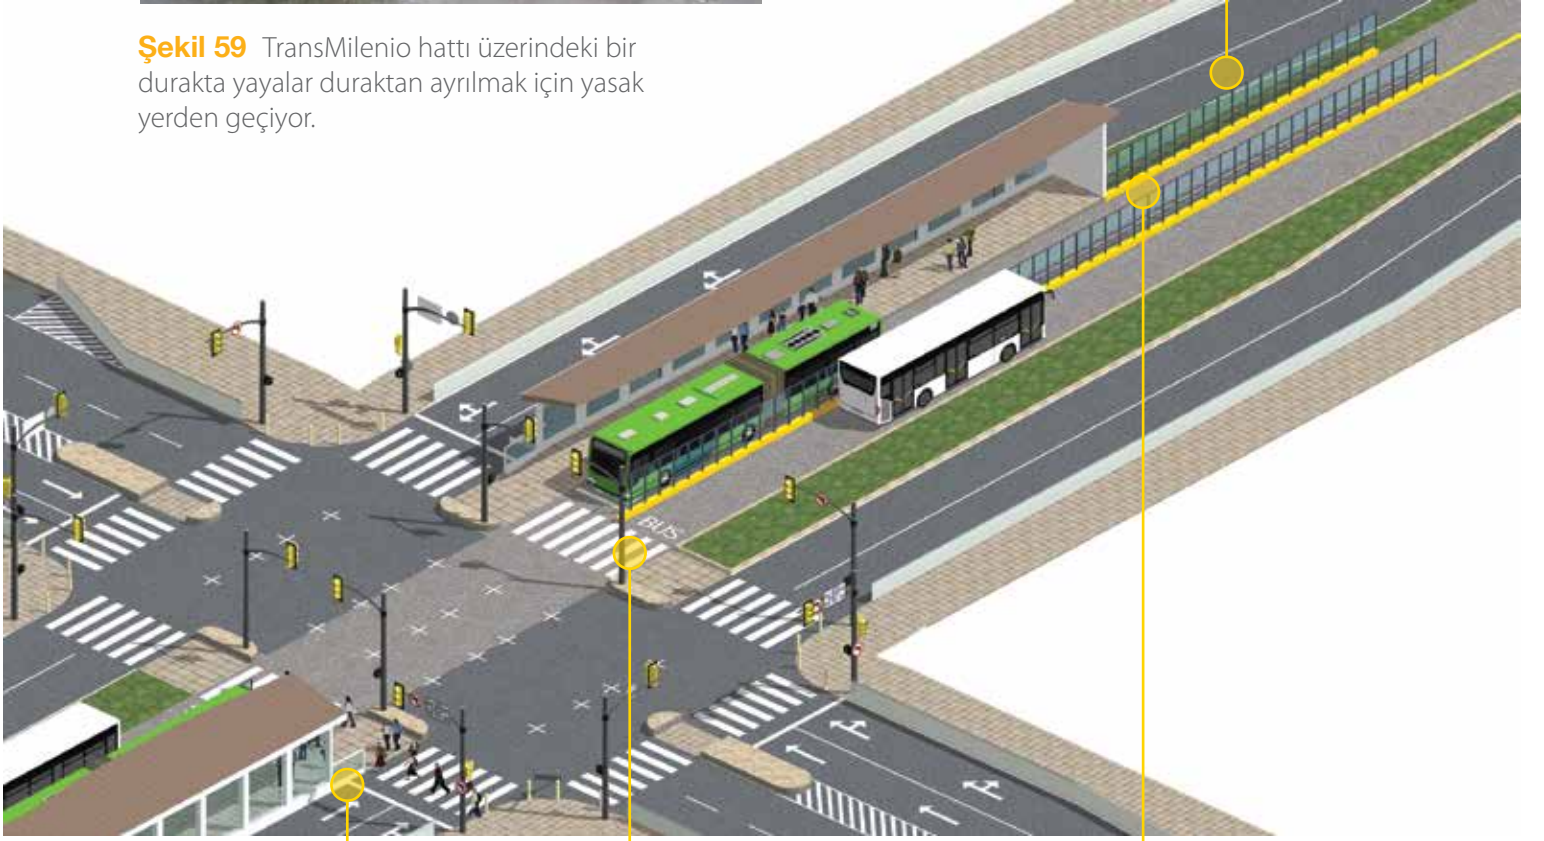 Şekil 59 TransMilenio hattı üzerindeki bir
durakta yayalar duraktan ayrılmak için yasak
yerden geçiyor.
BUS